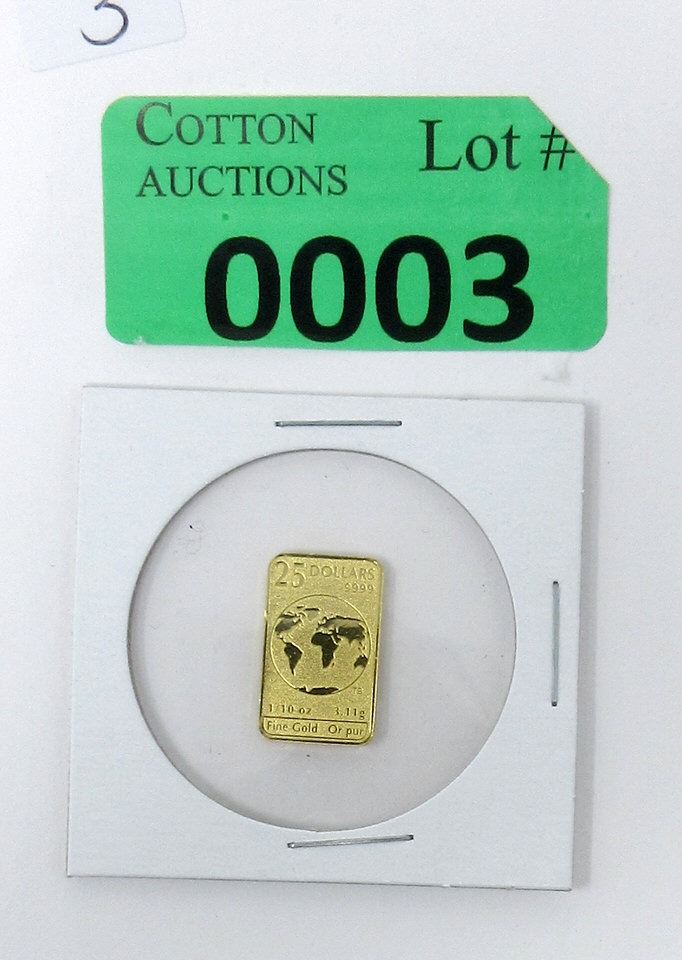 3
COTTON
AUCTIONS
Lot #
0003
25 DOLLARS
9999
1/10 oz 3.11g
Fine Gold Or pur